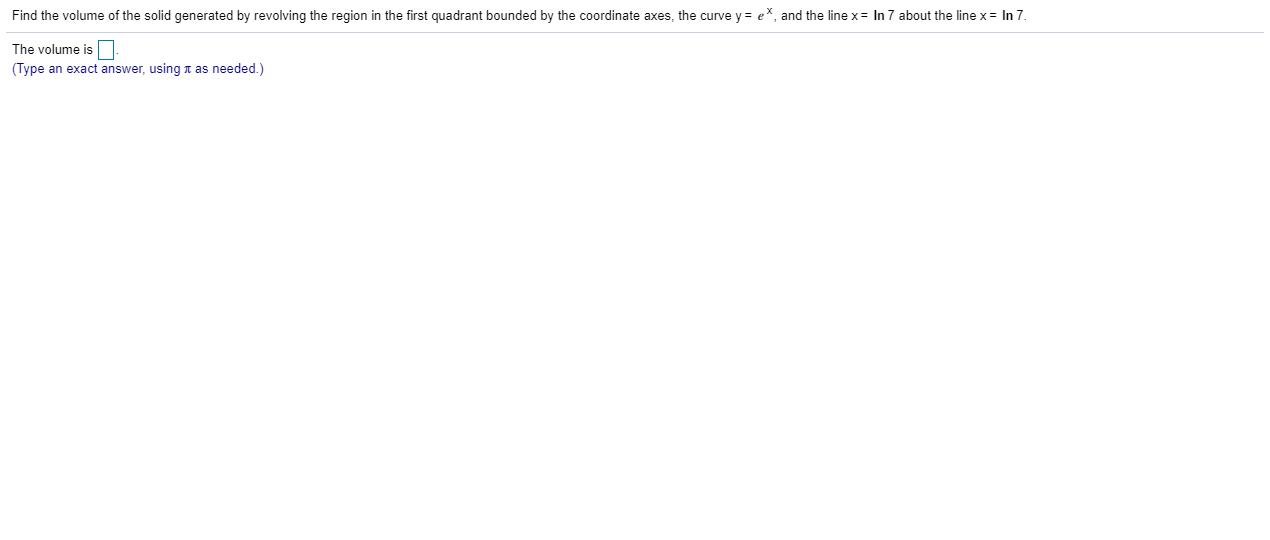 Find the volume of the solid generated by revolving the region in the first quadrant bounded by the coordinate axes, the curve y = e^x, and the line x = ln 7 about the line x = ln 7.
The volume is .
(Type an exact answer, using π as needed.)